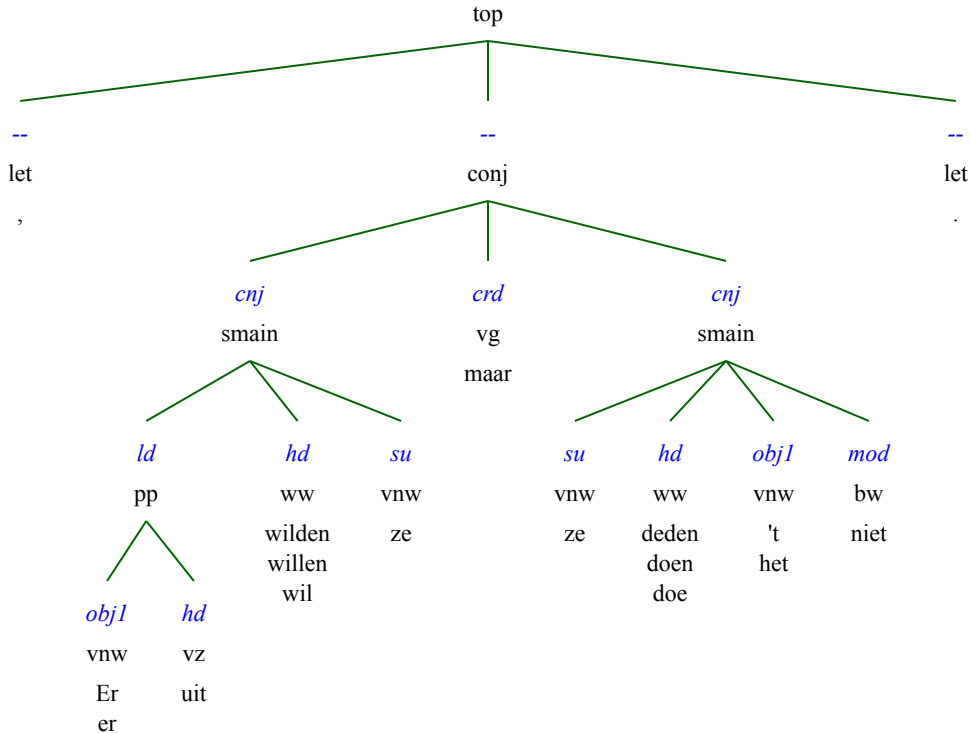 top
-- -- --
let conj let
, .
cnj crd cnj
smain vg smain
maar
ld hd su su hd obj1 mod
pp ww vnw vnw ww vnw bw
wilden ze ze deden 't niet
willen doen het
wil doe
obj1 hd
vnw vz
Er uit
er